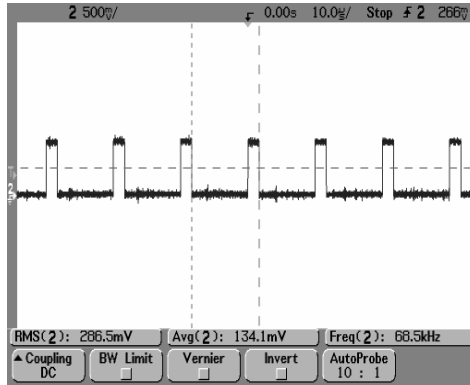 2 500㎷/ 0.00s 10.0㎲/ Stop 2 266㎷
2
RMS(2): 286.5mV Avg(2): 134.1mV Freq(2): 68.5kHz
Coupling BW Limit Vernier Invert AutoProbe
DC 10 : 1